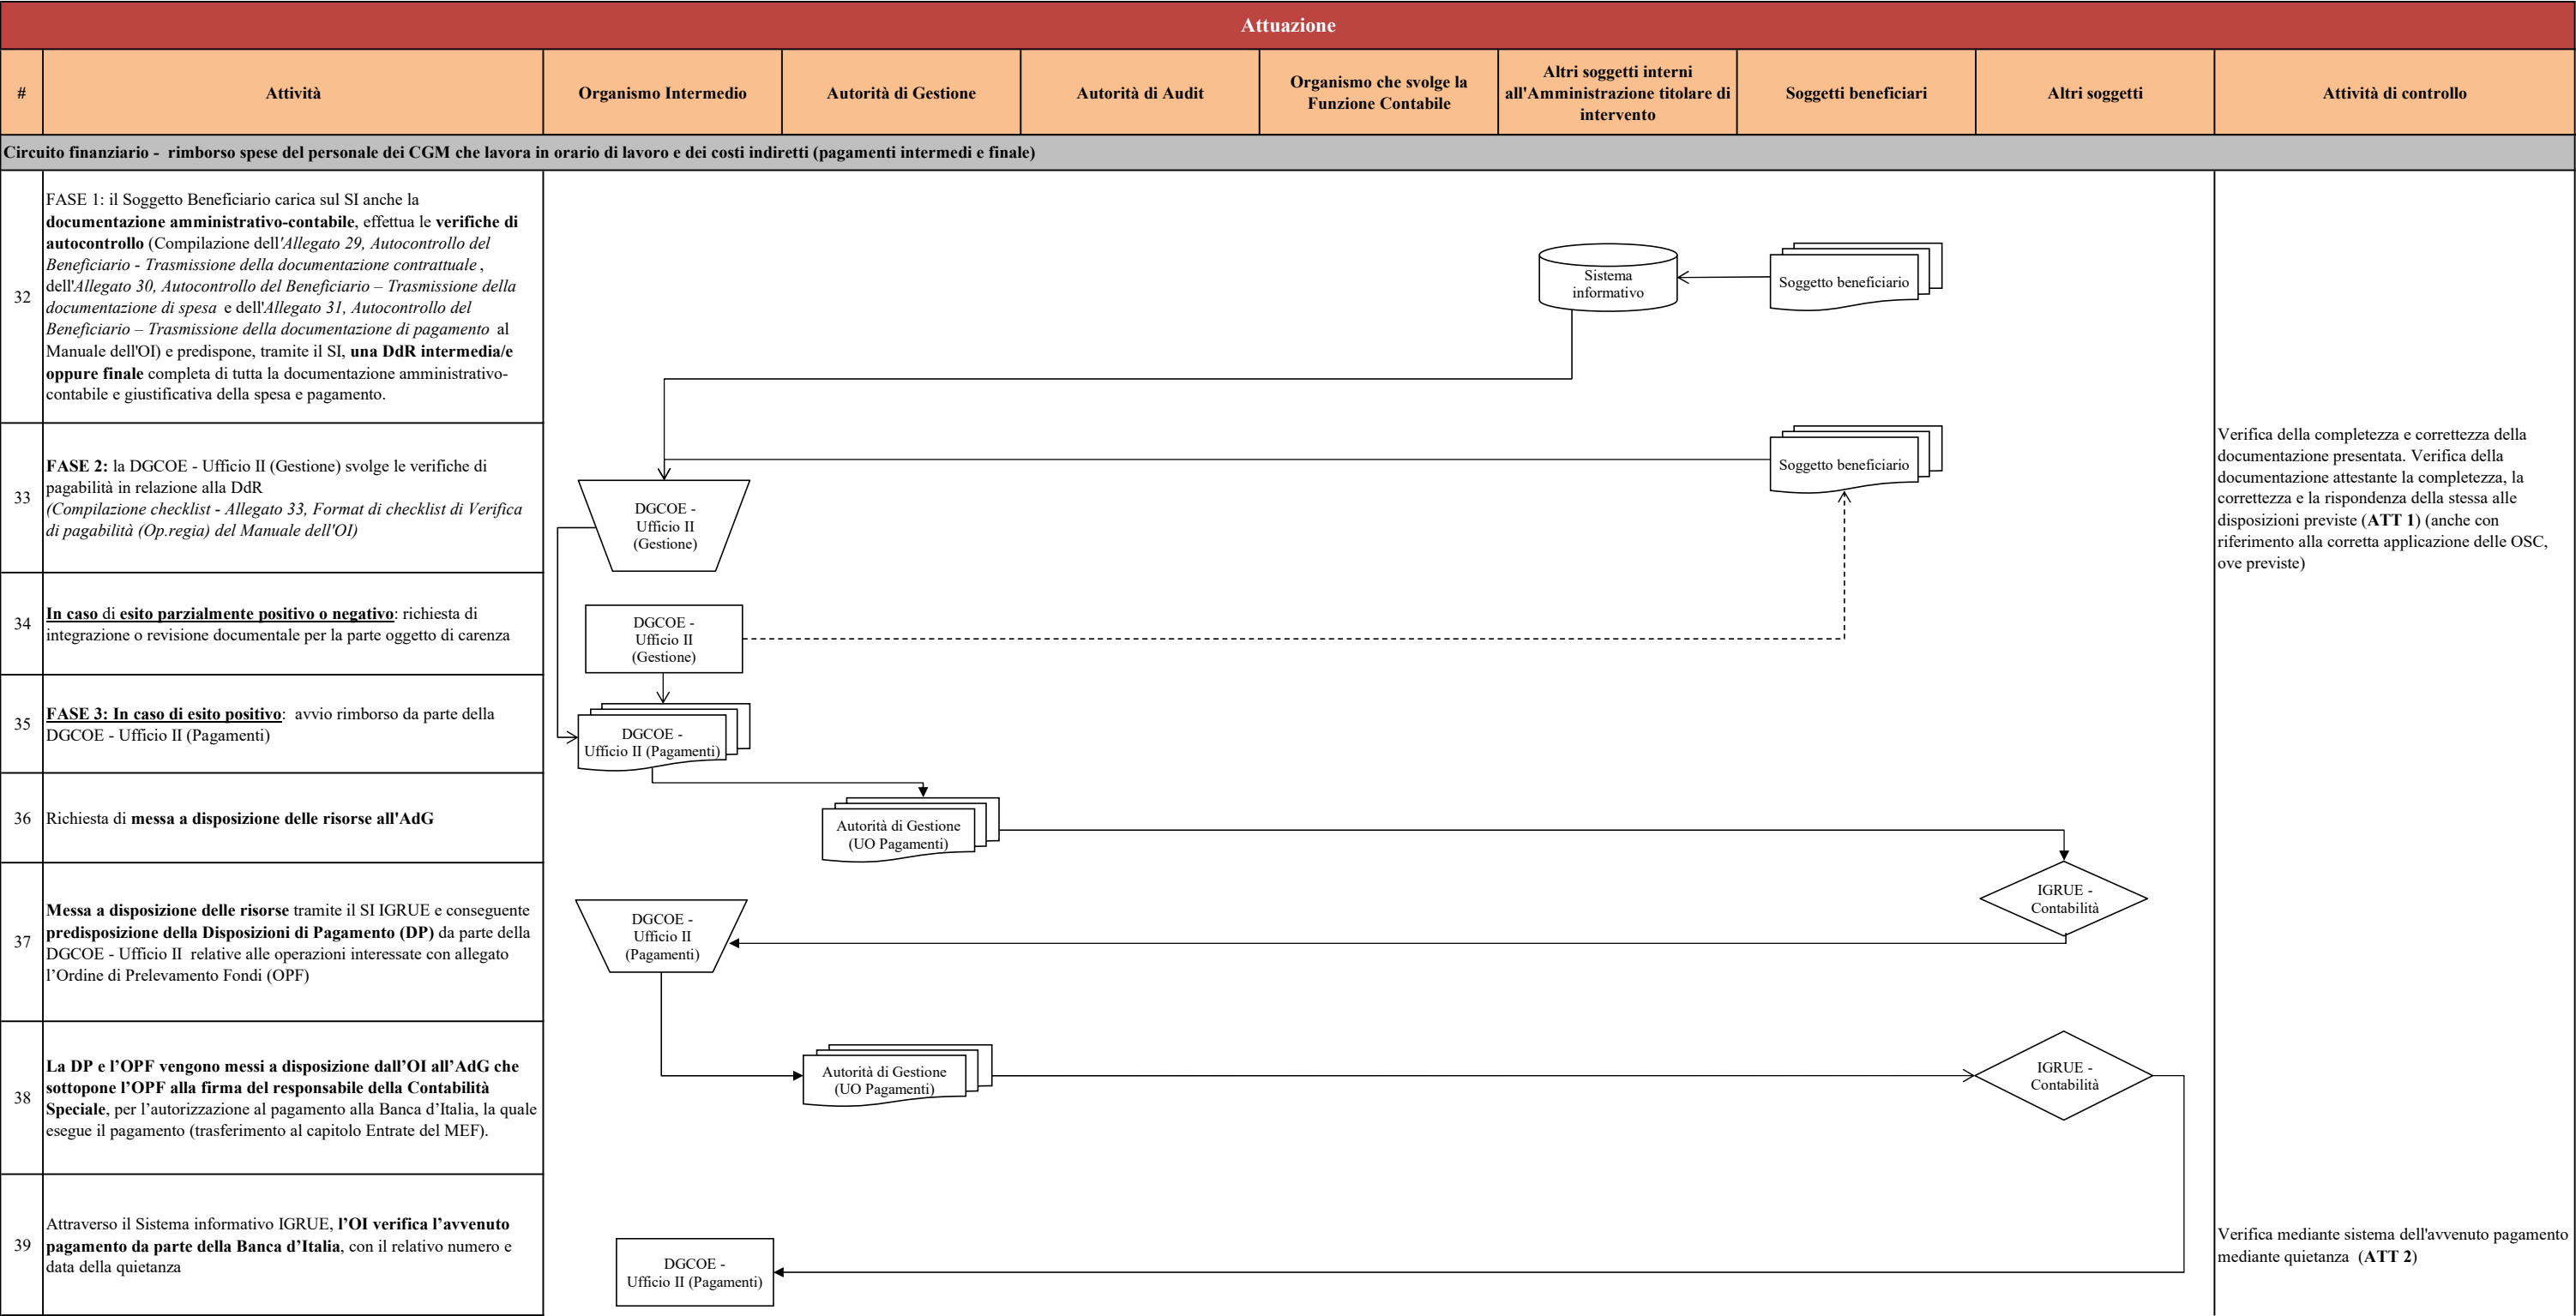 Attuazione
#
Attività
Organismo Intermedio
Autorità di Gestione
Autorità di Audit
Organismo che svolge la
Funzione Contabile
Altri soggetti interni
all'Amministrazione titolare di
intervento
Soggetti beneficiari
Altri soggetti
Attività di controllo
Circuito finanziario -  rimborso spese del personale dei CGM che lavora in orario di lavoro e dei costi indiretti (pagamenti intermedi e finale)
32
FASE 1: il Soggetto Beneficiario carica sul SI anche la
documentazione amministrativo-contabile, effettua le verifiche di
autocontrollo (Compilazione dell'Allegato 29, Autocontrollo del
Beneficiario - Trasmissione della documentazione contrattuale ,
dell'Allegato 30, Autocontrollo del Beneficiario – Trasmissione della
documentazione di spesa  e dell'Allegato 31, Autocontrollo del
Beneficiario – Trasmissione della documentazione di pagamento  al
Manuale dell'OI) e predispone, tramite il SI, una DdR intermedia/e
oppure finale completa di tutta la documentazione amministrativo-
contabile e giustificativa della spesa e pagamento.
Sistema
informativo
Soggetto beneficiario
33
FASE 2: la DGCOE - Ufficio II (Gestione) svolge le verifiche di
pagabilità in relazione alla DdR
(Compilazione checklist - Allegato 33, Format di checklist di Verifica
di pagabilità (Op.regia) del Manuale dell'OI)
DGCOE -
Ufficio II
(Gestione)
Soggetto beneficiario
Verifica della completezza e correttezza della
documentazione presentata. Verifica della
documentazione attestante la completezza, la
correttezza e la rispondenza della stessa alle
disposizioni previste (ATT 1) (anche con
riferimento alla corretta applicazione delle OSC,
ove previste)
34
In caso di esito parzialmente positivo o negativo: richiesta di
integrazione o revisione documentale per la parte oggetto di carenza
DGCOE -
Ufficio II
(Gestione)
35
FASE 3: In caso di esito positivo:  avvio rimborso da parte della
DGCOE - Ufficio II (Pagamenti)
DGCOE -
Ufficio II (Pagamenti)
36
Richiesta di messa a disposizione delle risorse all'AdG
Autorità di Gestione
(UO Pagamenti)
37
Messa a disposizione delle risorse tramite il SI IGRUE e conseguente
predisposizione della Disposizioni di Pagamento (DP) da parte della
DGCOE - Ufficio II  relative alle operazioni interessate con allegato
l’Ordine di Prelevamento Fondi (OPF)
DGCOE -
Ufficio II
(Pagamenti)
IGRUE -
Contabilità
38
La DP e l’OPF vengono messi a disposizione dall’OI all’AdG che
sottopone l’OPF alla firma del responsabile della Contabilità
Speciale, per l’autorizzazione al pagamento alla Banca d’Italia, la quale
esegue il pagamento (trasferimento al capitolo Entrate del MEF).
Autorità di Gestione
(UO Pagamenti)
IGRUE -
Contabilità
39
Attraverso il Sistema informativo IGRUE, l’OI verifica l’avvenuto
pagamento da parte della Banca d’Italia, con il relativo numero e
data della quietanza
DGCOE -
Ufficio II (Pagamenti)
Verifica mediante sistema dell'avvenuto pagamento
mediante quietanza  (ATT 2)